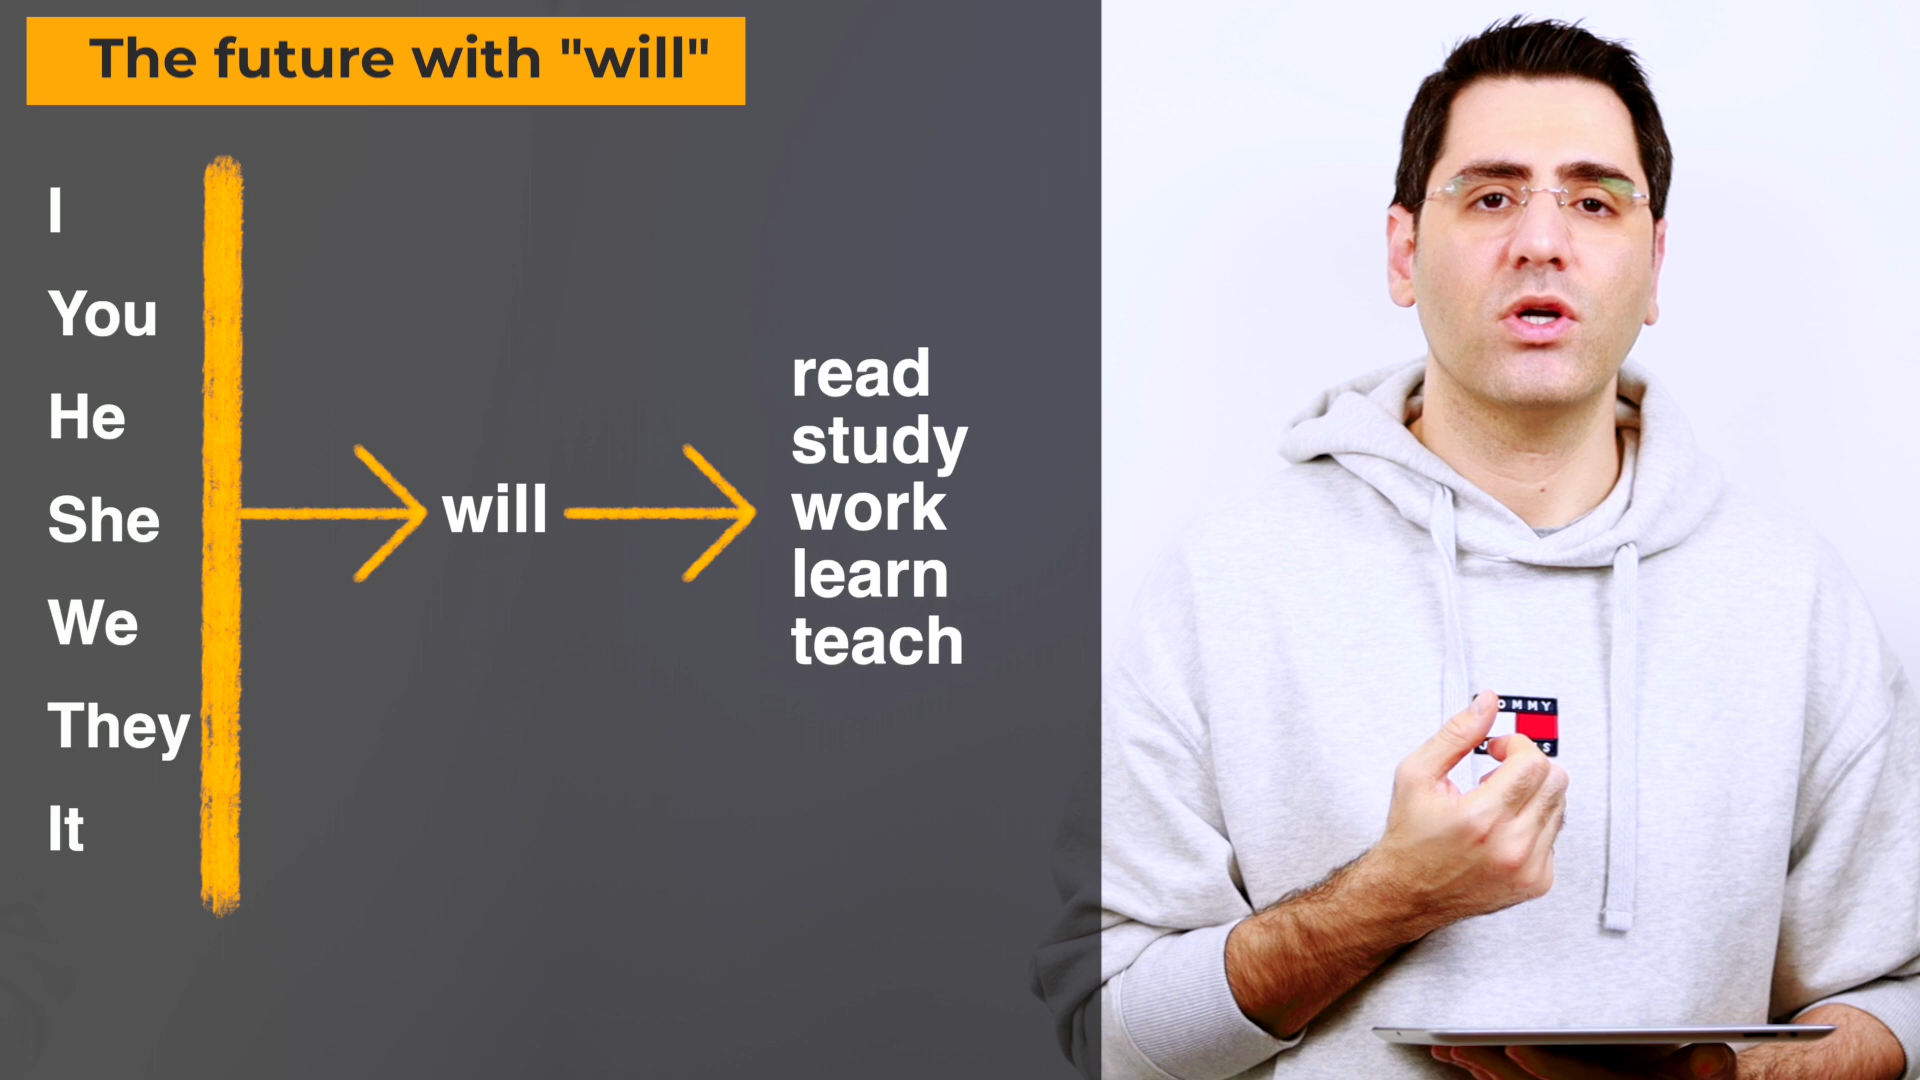 The future with "will"
I
You
He
She
We
They
It
will
read
study
work
learn
teach